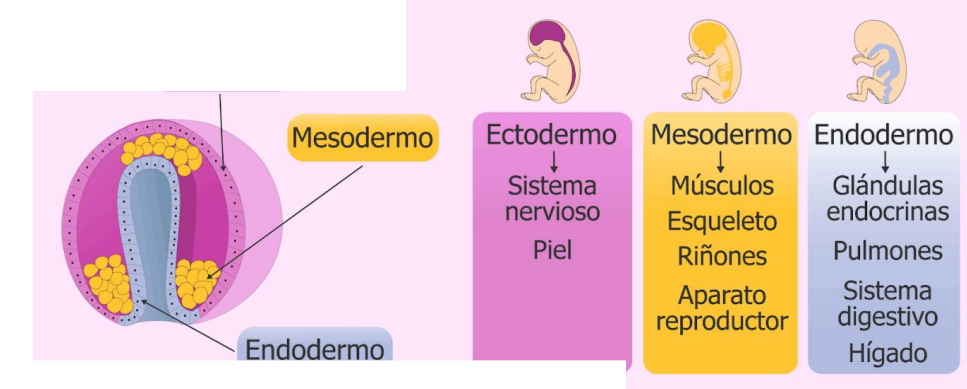 Mesodermo
Endodermo
Ectodermo
Sistema
nervioso
Piel
Mesodermo
Músculos
Esqueleto
Riñones
Aparato
reproductor
Endodermo
Glándulas
endocrinas
Pulmones
Sistema
digestivo
Hígado